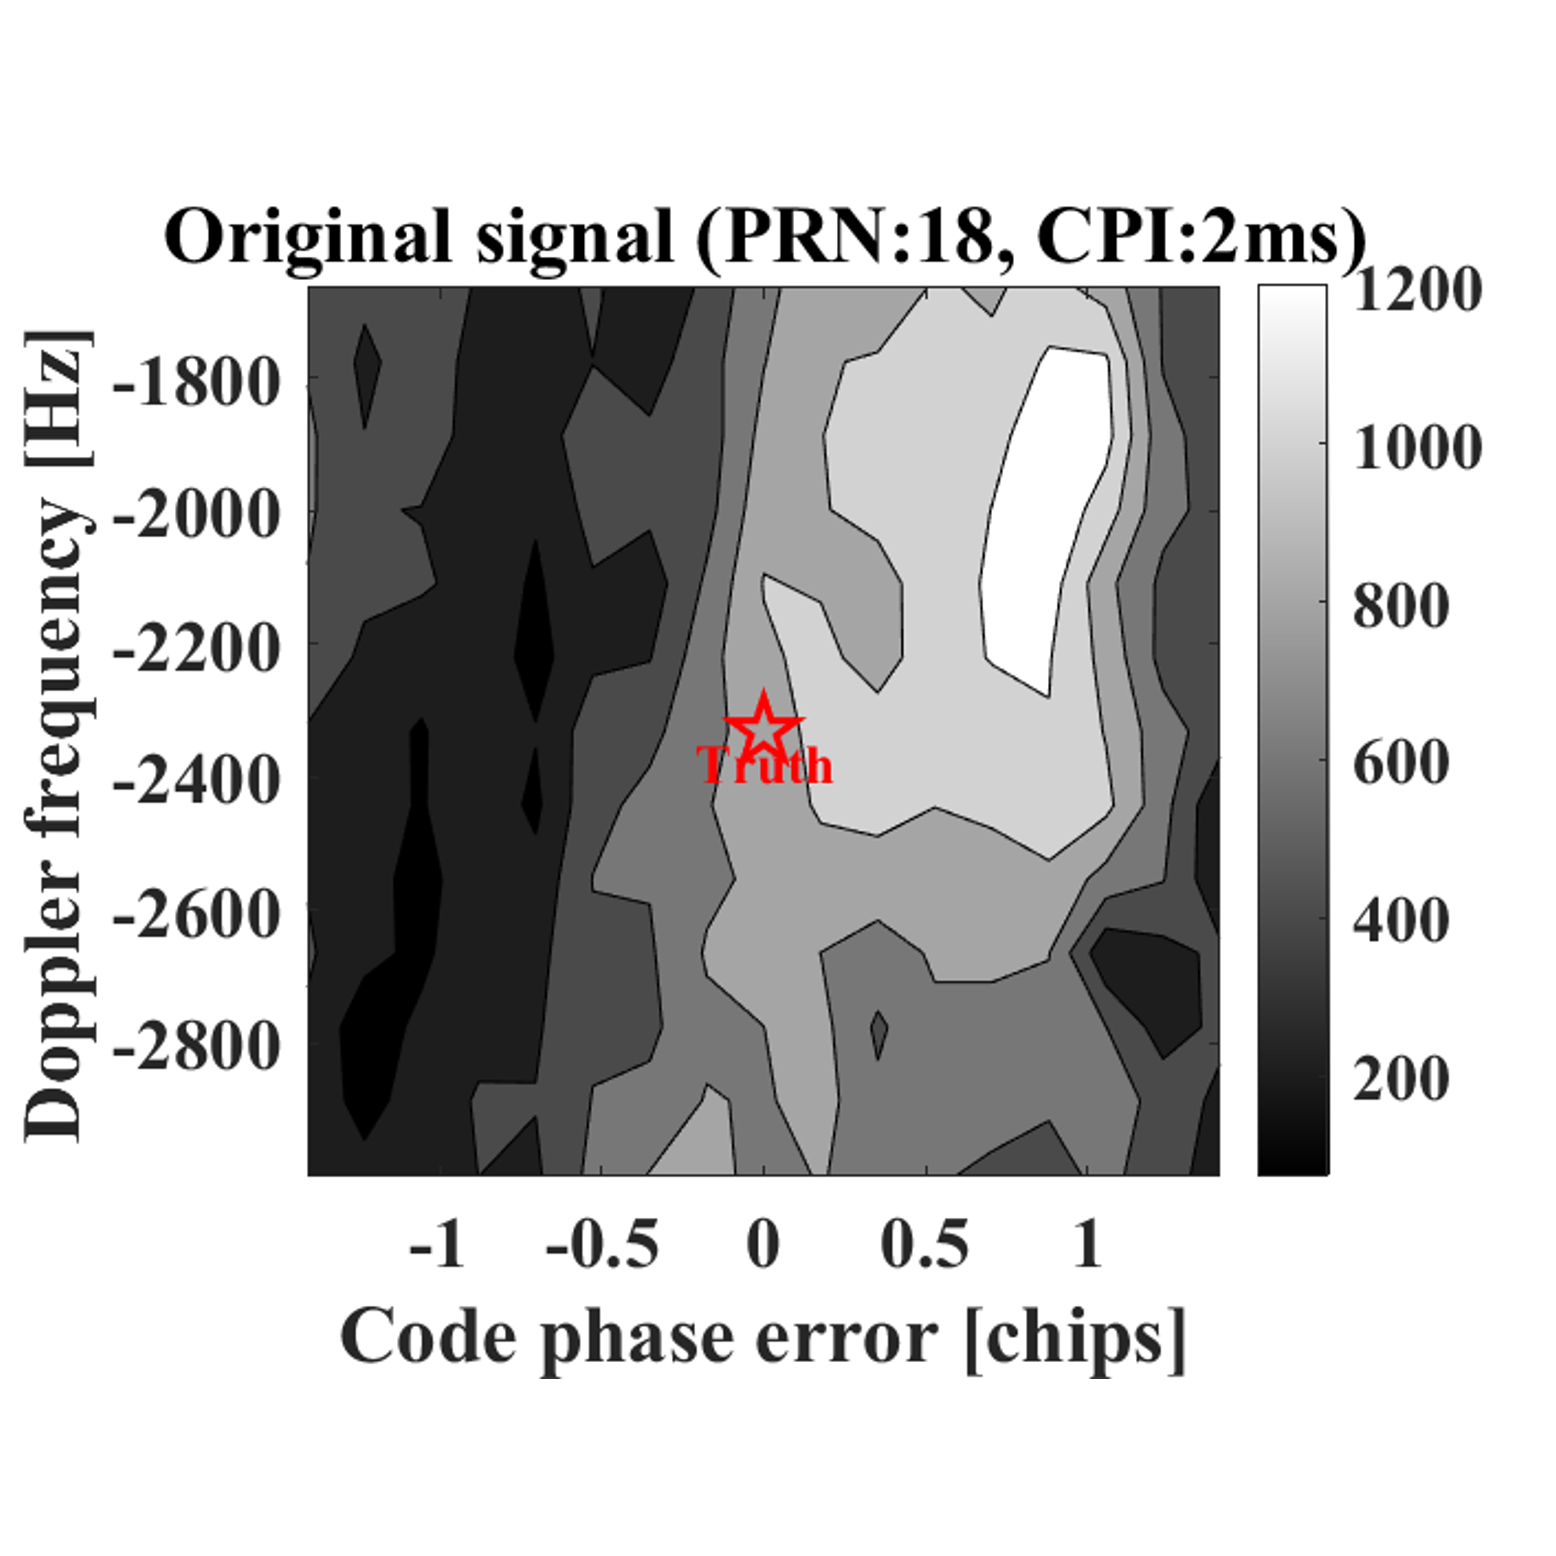 Original signal (PRN:18, CPI:2ms)
Doppler frequency [Hz]
-1800
-2000
-2200
-2400
-2600
-2800
Truth
1200
1000
800
600
400
200
-1 -0.5 0 0.5 1
Code phase error [chips]